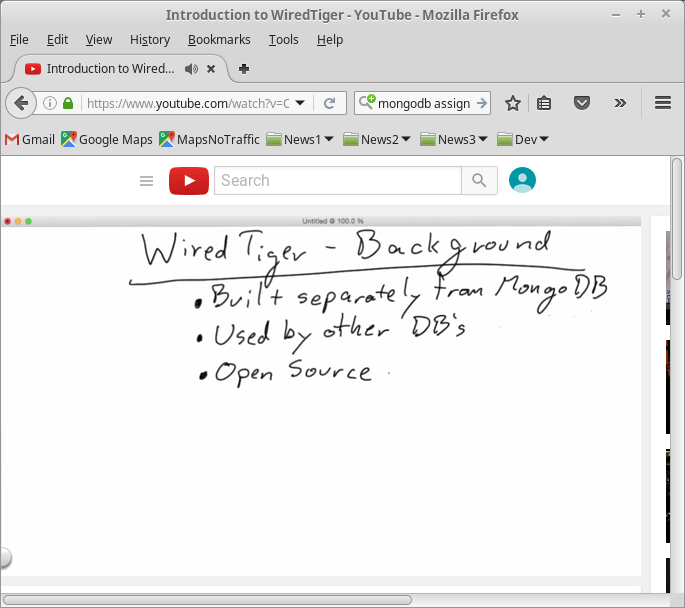 Introduction to WiredTiger - YouTube - Mozilla Firefox
File Edit View History Bookmarks Tools Help
Introduction to Wired...
https://www.youtube.com/watch?v=C mongodb assign
Gmail Google Maps MapsNoTraffic News1 News2 News3 Dev
Search
Untitled @ 100.0 %
WiredTiger - Background
• Built separately from MongoDB
• Used by other DB's
• Open Source